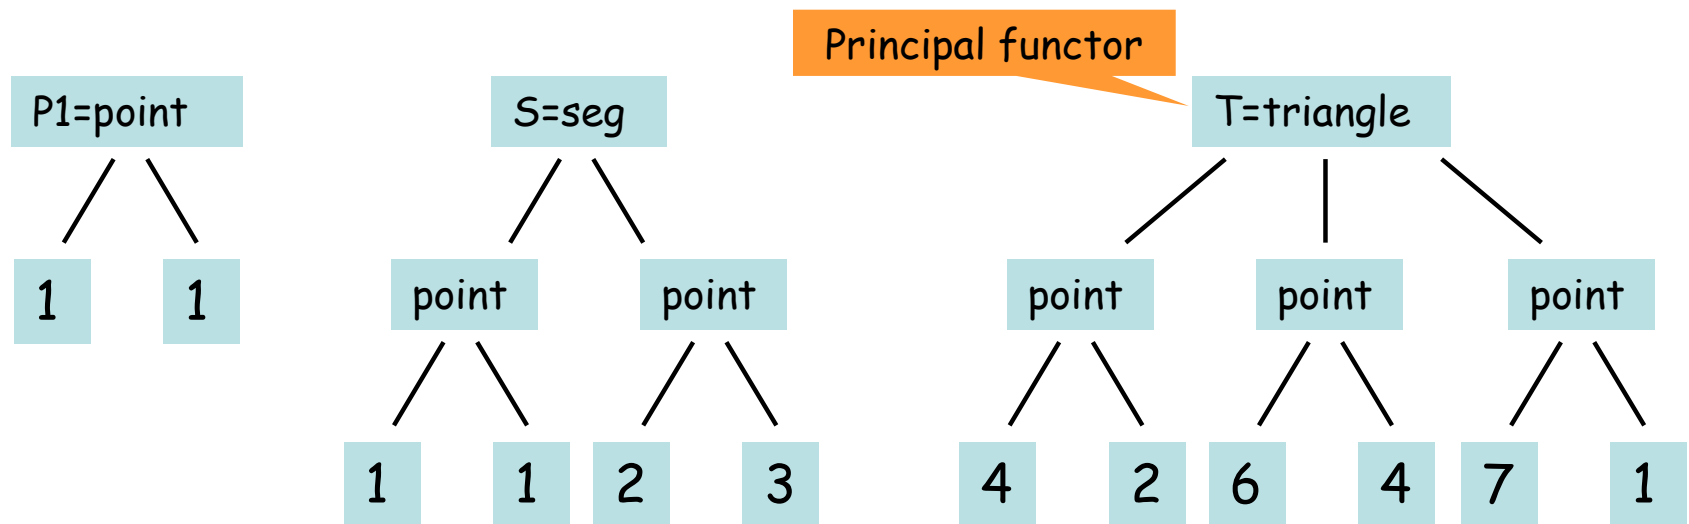 Principal functor
P1=point
S=seg
T=triangle
1 1
point point
point point point
1 1 2 3
4 2 6 4 7 1